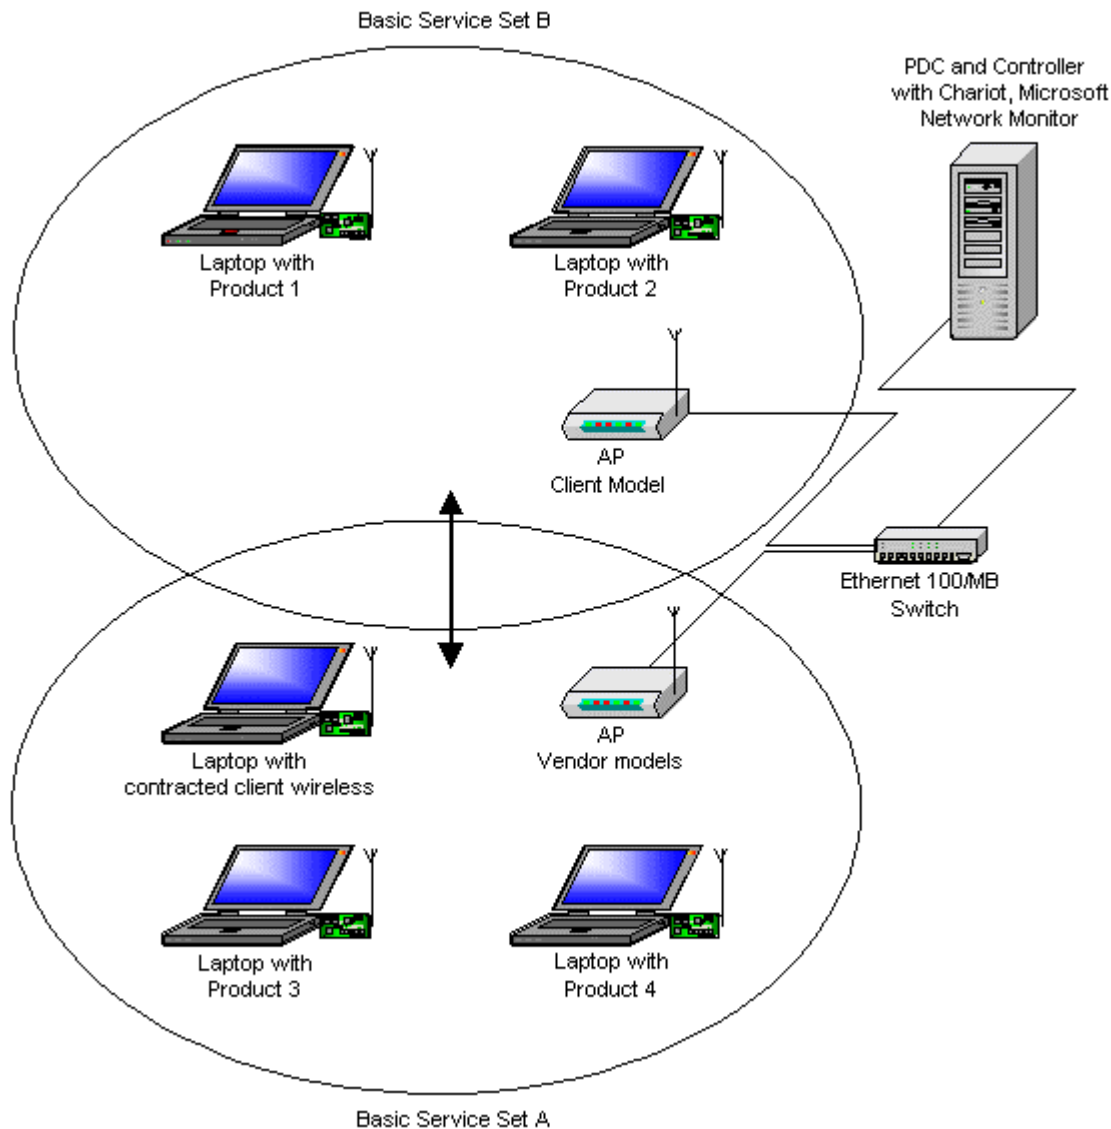 Basic Service Set B
PDC and Controller
with Chariot, Microsoft
Network Monitor
Laptop with
Product 1
Laptop with
Product 2
AP
Client Model
Ethernet 100/MB
Switch
Laptop with
contracted client wireless
AP
Vendor models
Laptop with
Product 3
Laptop with
Product 4
Basic Service Set A